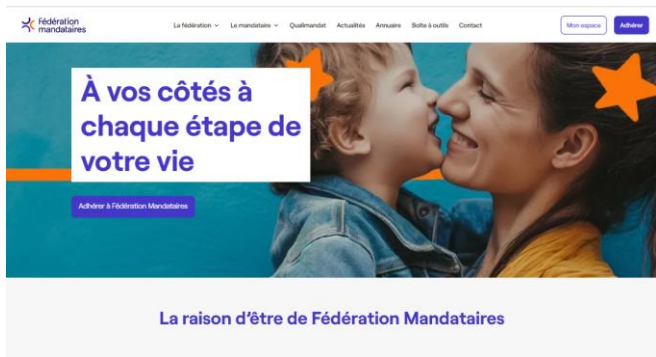 Fédération
mandataires
La fédération
Le mandataire
Qualimandat
Actualités
Annuaire
Boîte à outils
Contact
Mon espace
Adhérer
À vos côtés à
chaque étape de
votre vie
Adhérer à Fédération Mandataires
La raison d'être de Fédération Mandataires